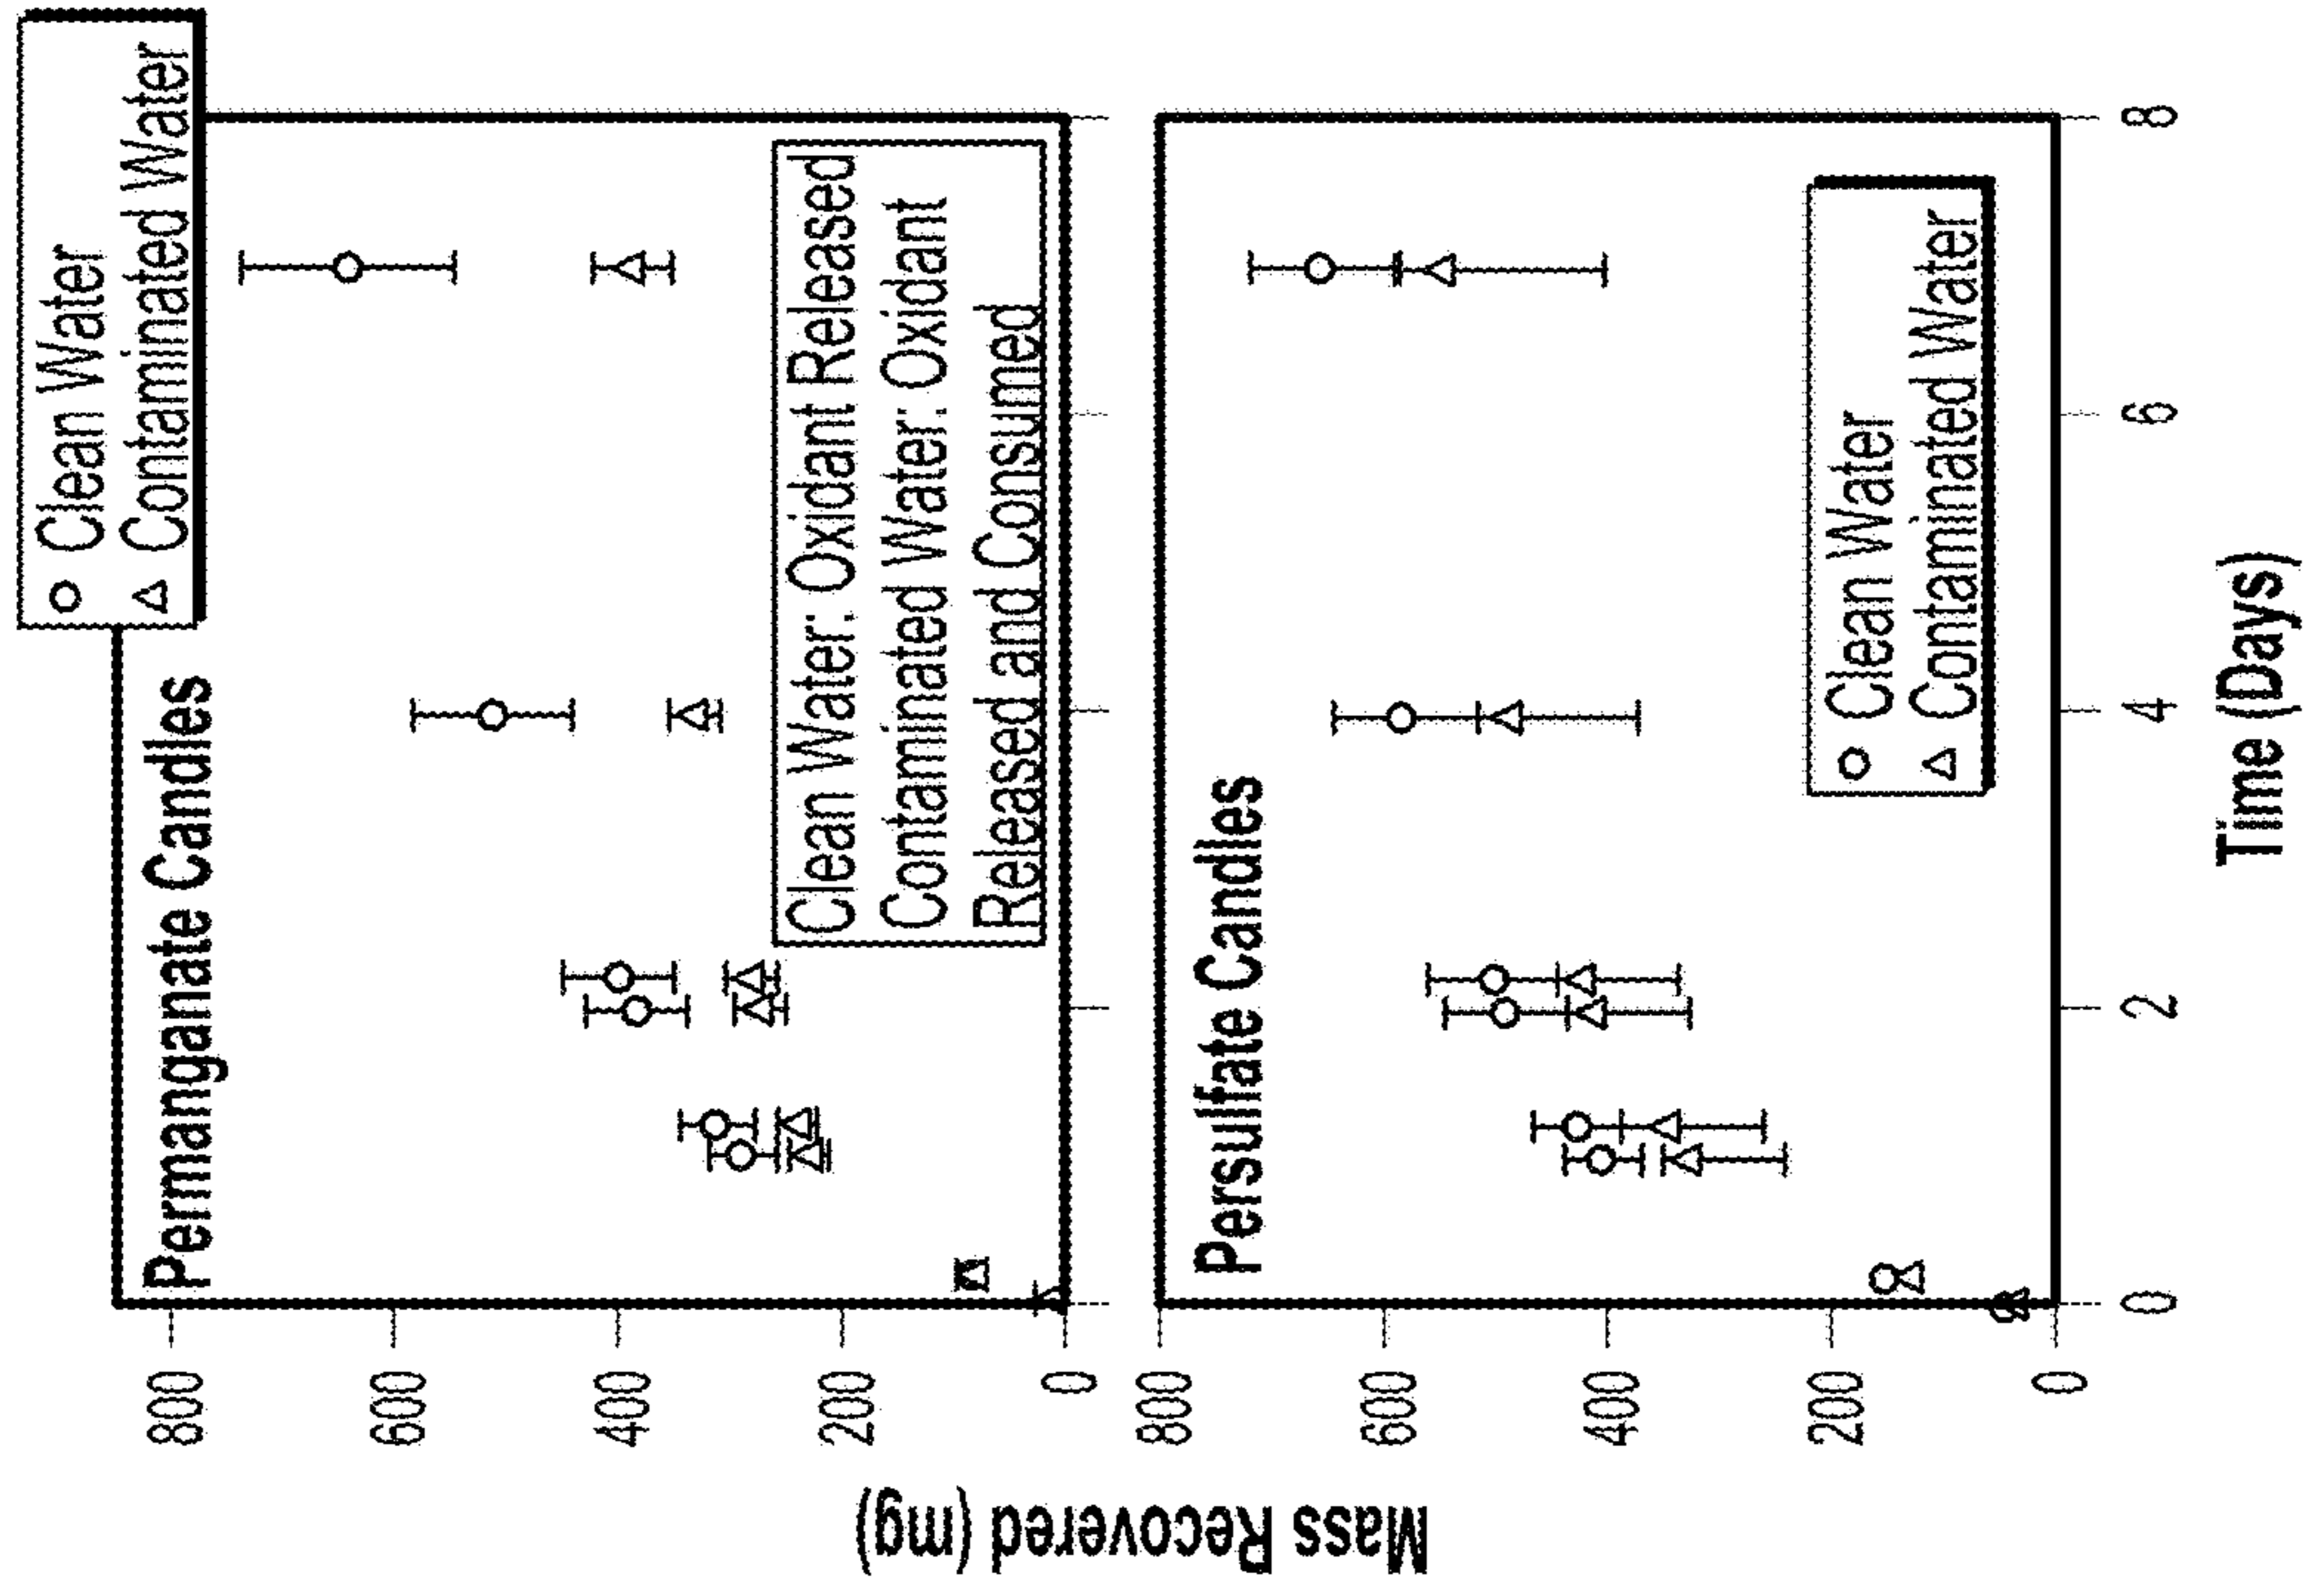 Clean Water
Contaminated Water
Permanganate Candles
Clean Water: Oxidant Released
Contaminated Water: Oxidant
Released and Consumed
800
600
400
200
0
Mass Recovered (mg)
Persulfate Candles
Clean Water
Contaminated Water
800
600
400
200
0
0
2
4
6
8
Time (Days)